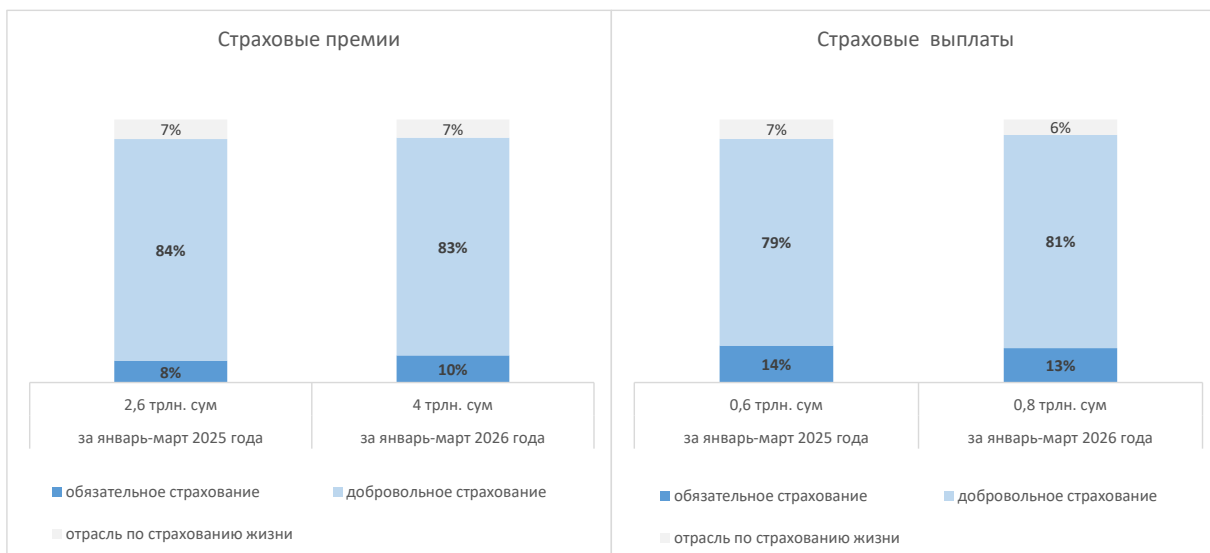 Страховые премии
7%
7%
84%
83%
8%
10%
2,6 трлн. сум
4 трлн. сум
за январь-март 2025 года
за январь-март 2026 года
обязательное страхование
добровольное страхование
отрасль по страхованию жизни
Страховые выплаты
7%
6%
79%
81%
14%
13%
0,6 трлн. сум
0,8 трлн. сум
за январь-март 2025 года
за январь-март 2026 года
обязательное страхование
добровольное страхование
отрасль по страхованию жизни